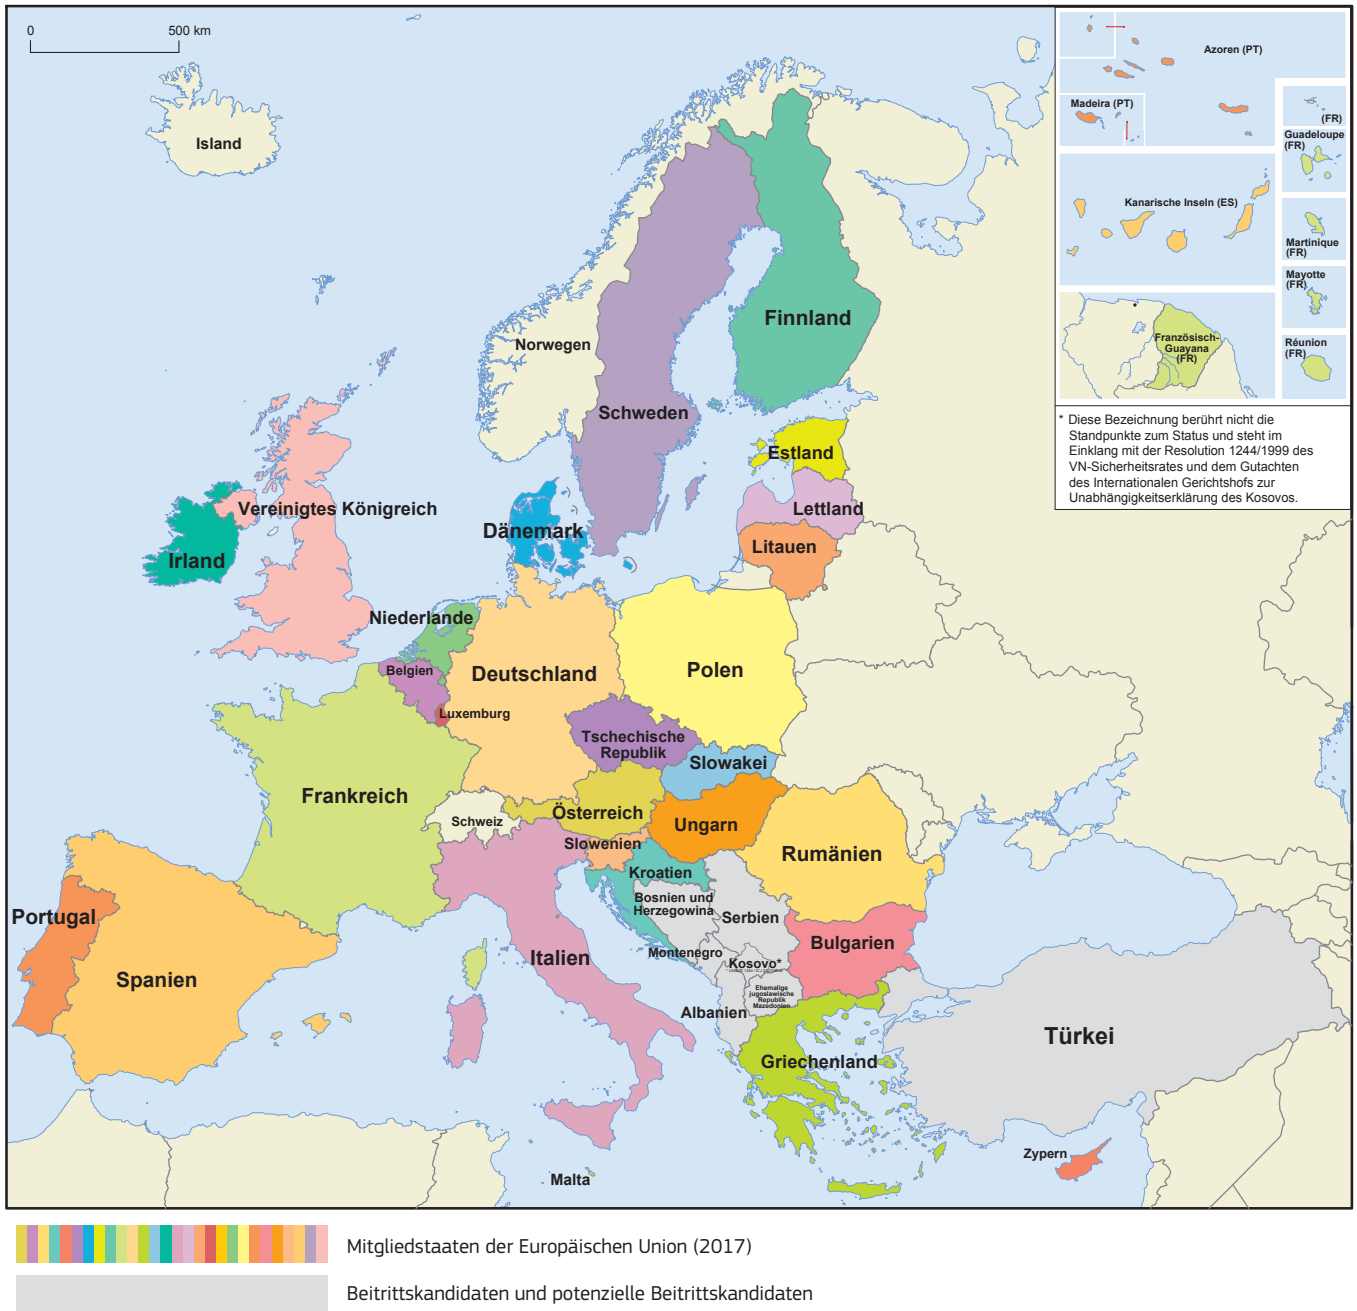 0
500 km
Island
Norwegen
Schweden
Finnland
Estland
Lettland
Litauen
Dänemark
Vereinigtes Königreich
Irland
Niederlande
Belgien
Luxemburg
Deutschland
Polen
Tschechische
Republik
Slowakei
Frankreich
Schweiz
Österreich
Ungarn
Slowenien
Kroatien
Rumänien
Bosnien und
Herzegowina
Serbien
Portugal
Spanien
Italien
Montenegro
Kosovo*
Bulgarien
Ehemalige
jugoslawische
Republik
Mazedonien
Albanien
Griechenland
Türkei
Malta
Zypern
Azoren (PT)
Madeira (PT)
(FR)
Guadeloupe
(FR)
Kanarische Inseln (ES)
Martinique
(FR)
Mayotte
(FR)
Französisch-
Guayana
(FR)
Réunion
(FR)
* Diese Bezeichnung berührt nicht die
Standpunkte zum Status und steht im
Einklang mit der Resolution 1244/1999 des
VN-Sicherheitsrates und dem Gutachten
des Internationalen Gerichtshofs zur
Unabhängigkeitserklärung des Kosovos.
Mitgliedstaaten der Europäischen Union (2017)
Beitrittskandidaten und potenzielle Beitrittskandidaten